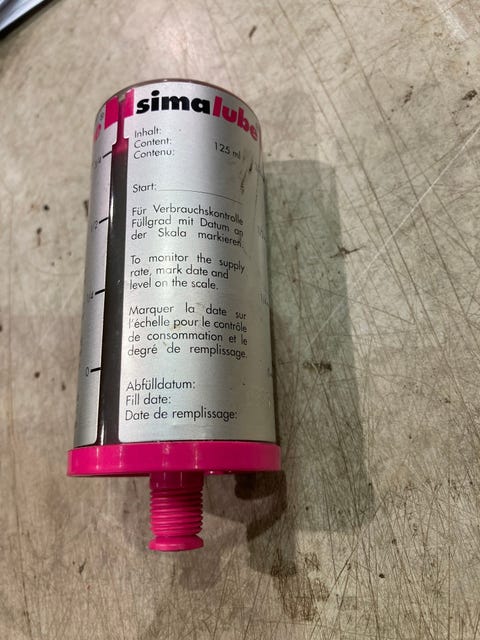 simalube
Inhalt:
Content: 125 ml
Contenu:
Start:
Für Verbrauchskontrolle
Füllgrad mit Datum an
der Skala markieren.
To monitor the supply
rate, mark date and
level on the scale.
Marquer la date sur
l'échelle pour le contrôle
de consommation et le
degré de remplissage.
Abfülldatum:
Fill date:
Date de remplissage:
0